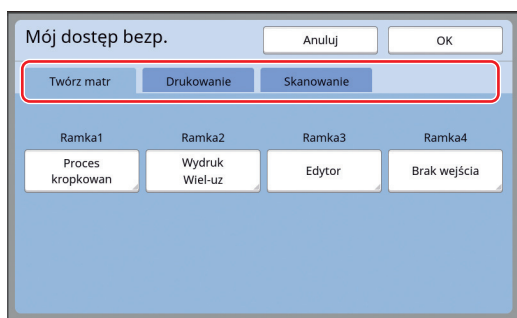 Mój dostęp bezp.
Anuluj
OK
Twórz matr
Drukowanie
Skanowanie
Ramka1
Ramka2
Ramka3
Ramka4
Proces
kropkowan
Wydruk
Wiel-uz
Edytor
Brak wejścia